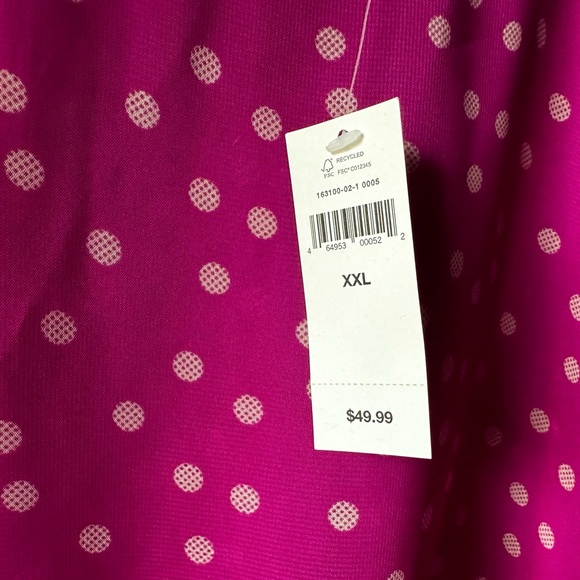 RECYCLED
FSC FSC® C012345
163100-02-1 0005
4 64953 00052 2
XXL
$49.99